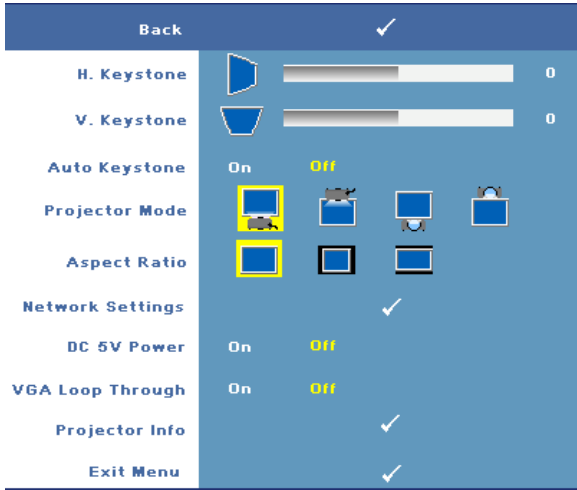 Back
H. Keystone 0
V. Keystone 0
Auto Keystone On Off
Projector Mode
Aspect Ratio
Network Settings
DC 5V Power On Off
VGA Loop Through On Off
Projector Info
Exit Menu